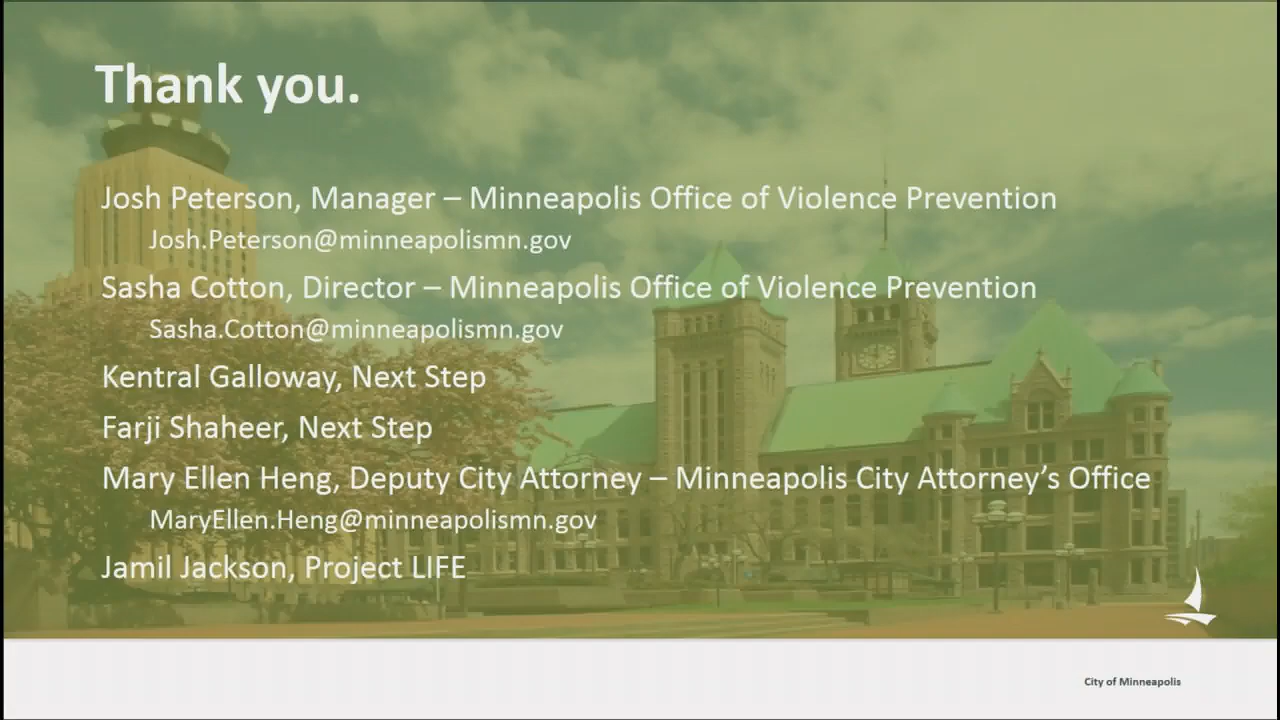 Thank you.
Josh Peterson, Manager – Minneapolis Office of Violence Prevention
Josh.Peterson@minneapolismn.gov
Sasha Cotton, Director – Minneapolis Office of Violence Prevention
Sasha.Cotton@minneapolismn.gov
Kentral Galloway, Next Step
Farji Shaheer, Next Step
Mary Ellen Heng, Deputy City Attorney – Minneapolis City Attorney’s Office
MaryEllen.Heng@minneapolismn.gov
Jamil Jackson, Project LIFE
City of Minneapolis